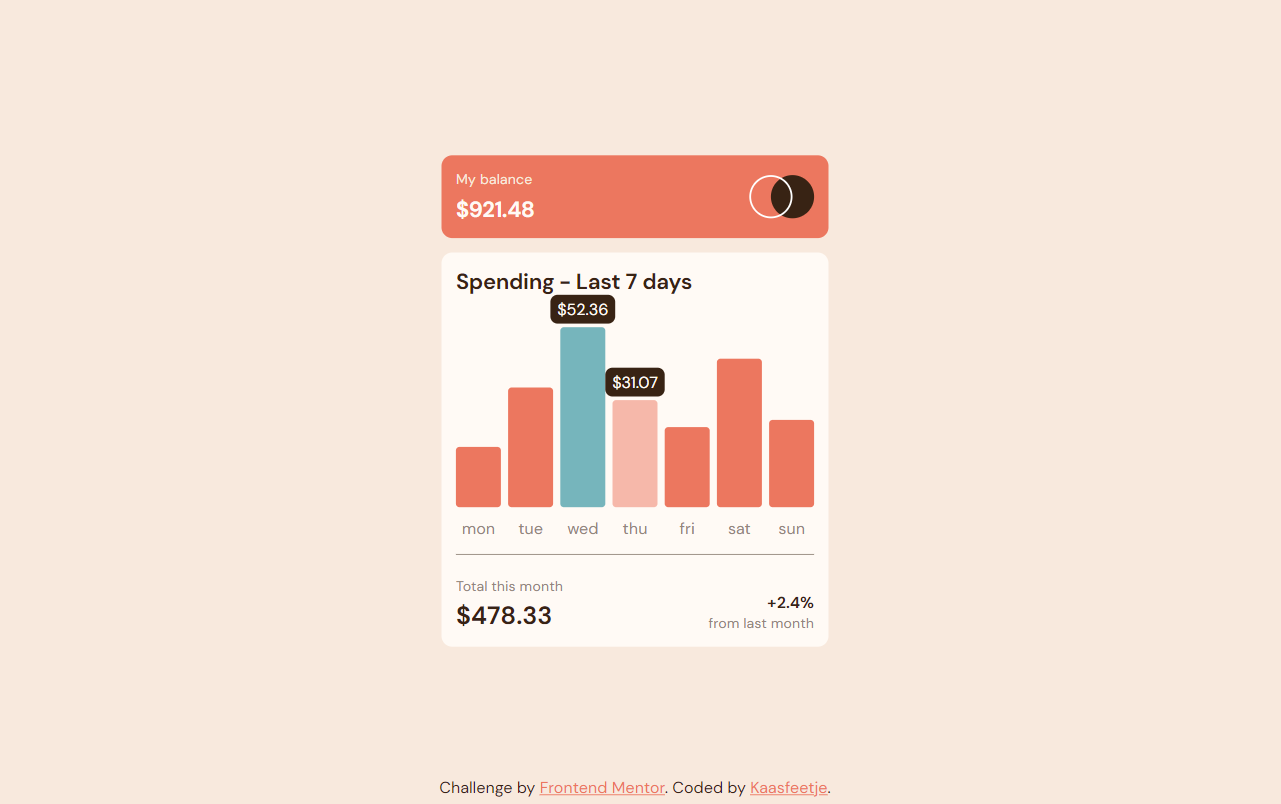 My balance
$921.48
Spending - Last 7 days
$52.36
$31.07
mon tue wed thu fri sat sun
Total this month
$478.33
+2.4%
from last month
Challenge by Frontend Mentor. Coded by Kaasfeetje.